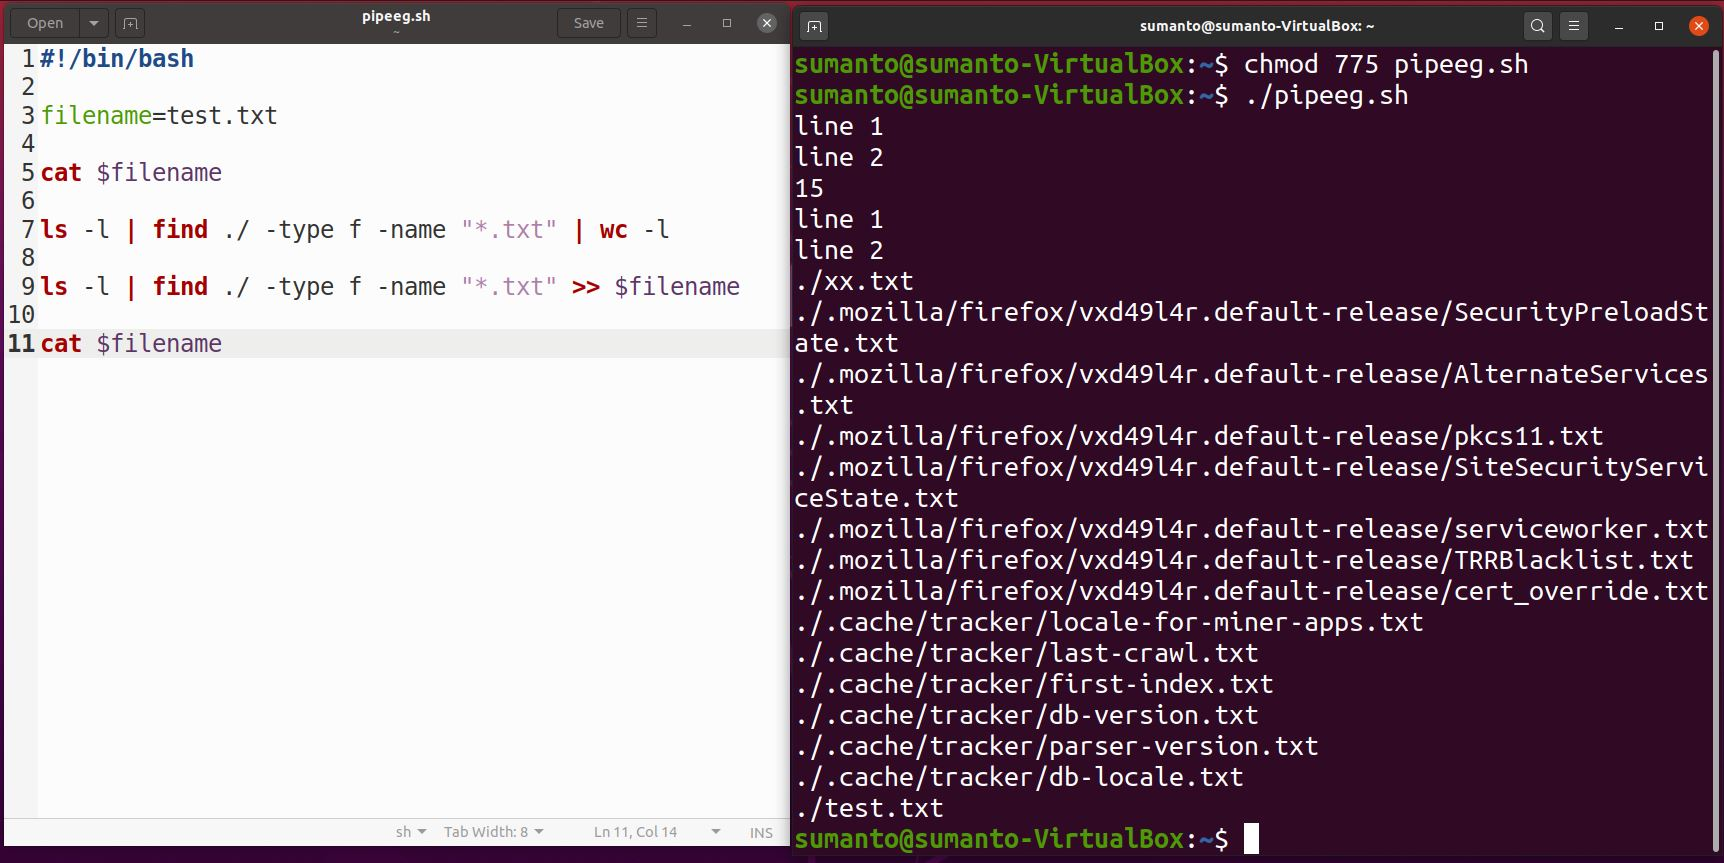 Open
pipeeg.sh
~
Save
1 #!/bin/bash
2
3 filename=test.txt
4
5 cat $filename
6
7 ls -l | find ./ -type f -name "*.txt" | wc -l
8
9 ls -l | find ./ -type f -name "*.txt" >> $filename
10
11 cat $filename
sh
Tab Width: 8
Ln 11, Col 14
INS
sumanto@sumanto-VirtualBox: ~
sumanto@sumanto-VirtualBox:~$ chmod 775 pipeeg.sh
sumanto@sumanto-VirtualBox:~$ ./pipeeg.sh
line 1
line 2
15
line 1
line 2
./xx.txt
./.mozilla/firefox/vxd49l4r.default-release/SecurityPreloadSt
ate.txt
./.mozilla/firefox/vxd49l4r.default-release/AlternateServices
.txt
./.mozilla/firefox/vxd49l4r.default-release/pkcs11.txt
./.mozilla/firefox/vxd49l4r.default-release/SiteSecurityServi
ceState.txt
./.mozilla/firefox/vxd49l4r.default-release/serviceworker.txt
./.mozilla/firefox/vxd49l4r.default-release/TRRBlacklist.txt
./.mozilla/firefox/vxd49l4r.default-release/cert_override.txt
./.cache/tracker/locale-for-miner-apps.txt
./.cache/tracker/last-crawl.txt
./.cache/tracker/first-index.txt
./.cache/tracker/db-version.txt
./.cache/tracker/parser-version.txt
./.cache/tracker/db-locale.txt
./test.txt
sumanto@sumanto-VirtualBox:~$